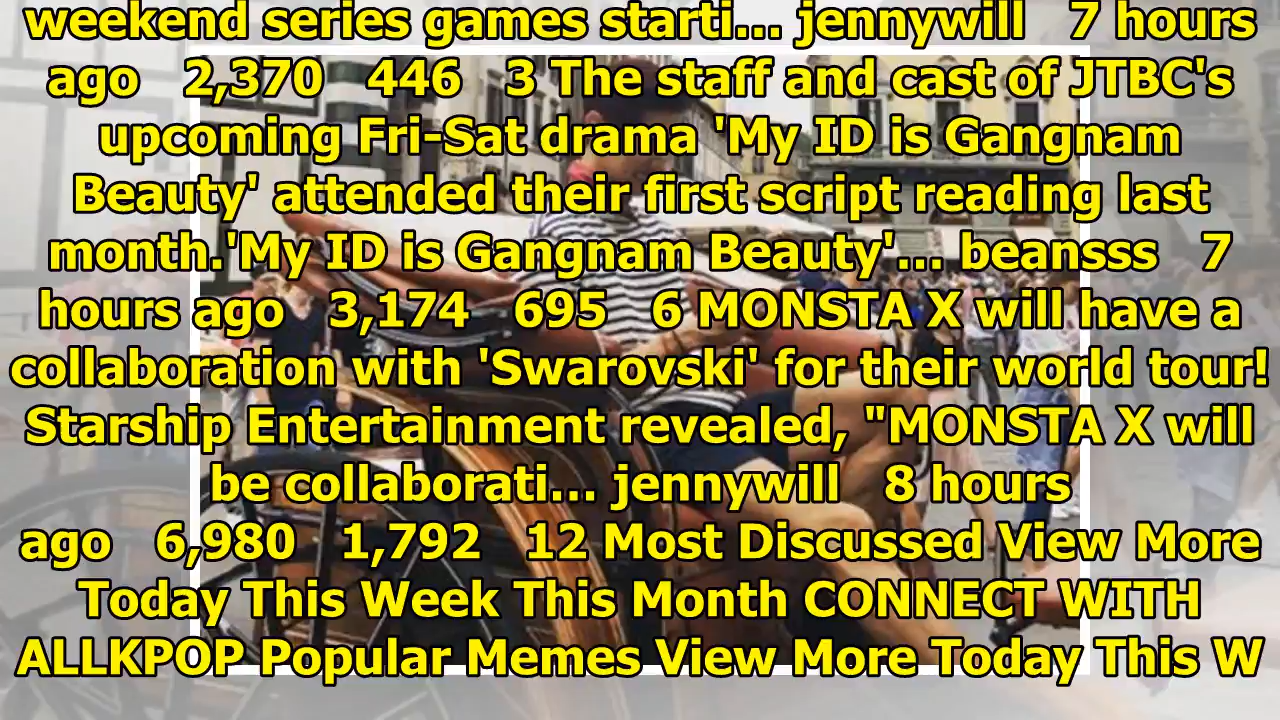 weekend series games starti... jennywill 7 hours
ago 2,370 446 3 The staff and cast of JTBC's
upcoming Fri-Sat drama 'My ID is Gangnam
Beauty' attended their first script reading last
month.'My ID is Gangnam Beauty'... beansss 7
hours ago 3,174 695 6 MONSTA X will have a
collaboration with 'Swarovski' for their world tour!
Starship Entertainment revealed, "MONSTA X will
be collaborati... jennywill 8 hours
ago 6,980 1,792 12 Most Discussed View More
Today This Week This Month CONNECT WITH
ALLKPOP Popular Memes View More Today This W